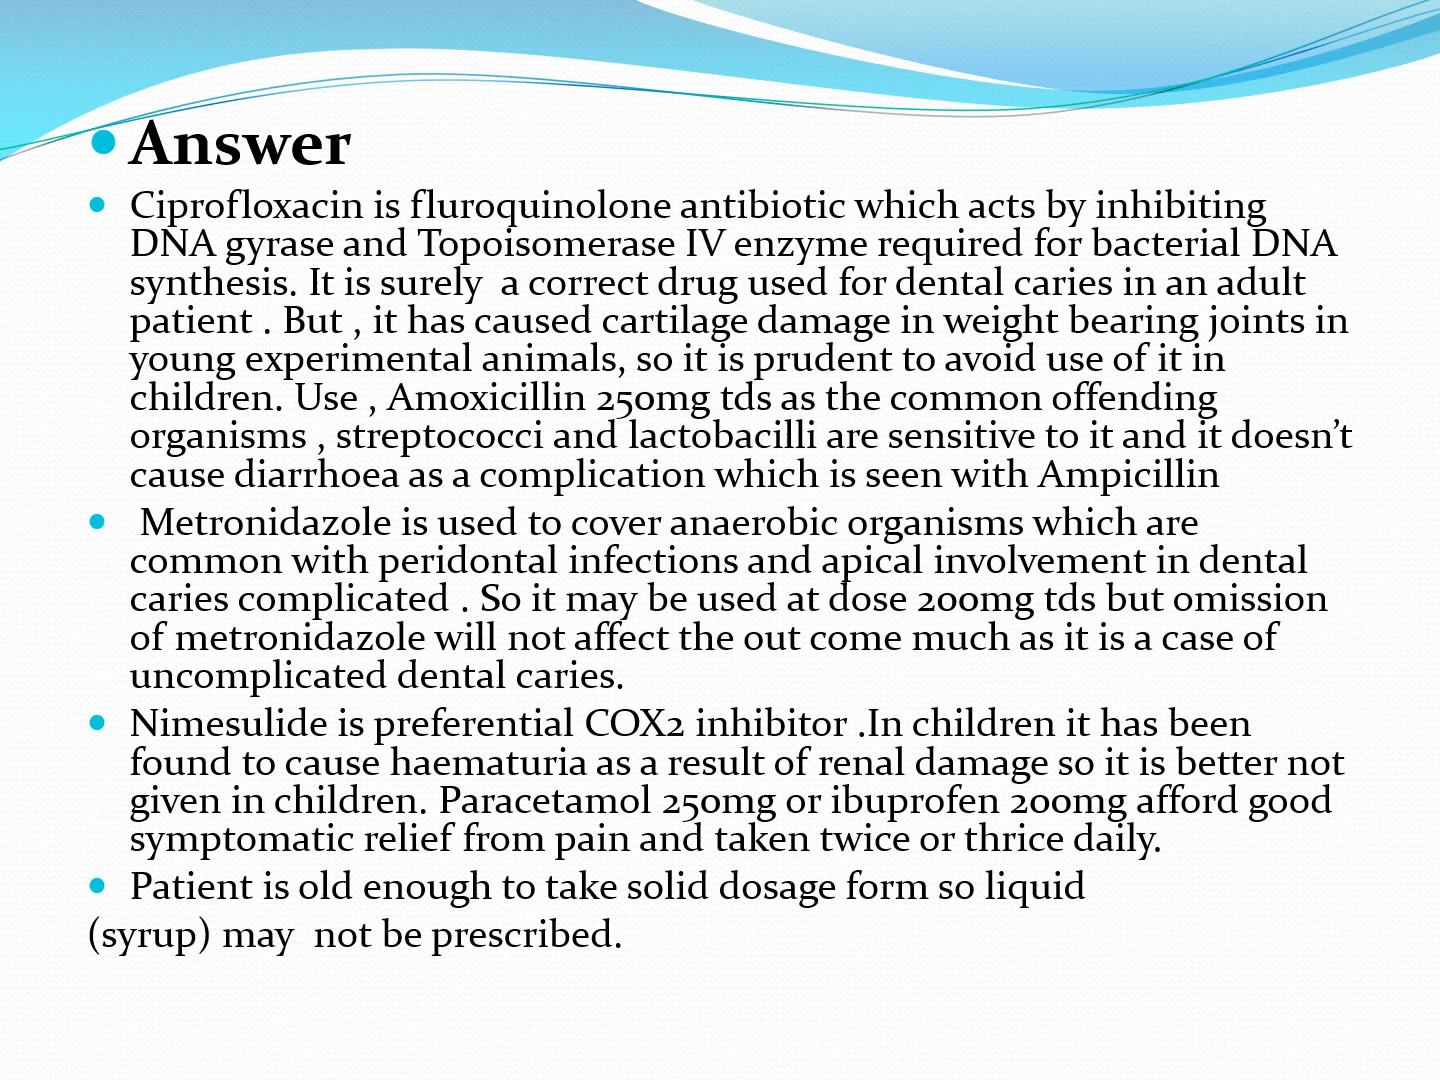 Answer
Ciprofloxacin is fluroquinolone antibiotic which acts by inhibiting
DNA gyrase and Topoisomerase IV enzyme required for bacterial DNA
synthesis. It is surely  a correct drug used for dental caries in an adult
patient . But , it has caused cartilage damage in weight bearing joints in
young experimental animals, so it is prudent to avoid use of it in
children. Use , Amoxicillin 250mg tds as the common offending
organisms , streptococci and lactobacilli are sensitive to it and it doesn’t
cause diarrhoea as a complication which is seen with Ampicillin
Metronidazole is used to cover anaerobic organisms which are
common with peridontal infections and apical involvement in dental
caries complicated . So it may be used at dose 200mg tds but omission
of metronidazole will not affect the out come much as it is a case of
uncomplicated dental caries.
Nimesulide is preferential COX2 inhibitor .In children it has been
found to cause haematuria as a result of renal damage so it is better not
given in children. Paracetamol 250mg or ibuprofen 200mg afford good
symptomatic relief from pain and taken twice or thrice daily.
Patient is old enough to take solid dosage form so liquid
(syrup) may  not be prescribed.